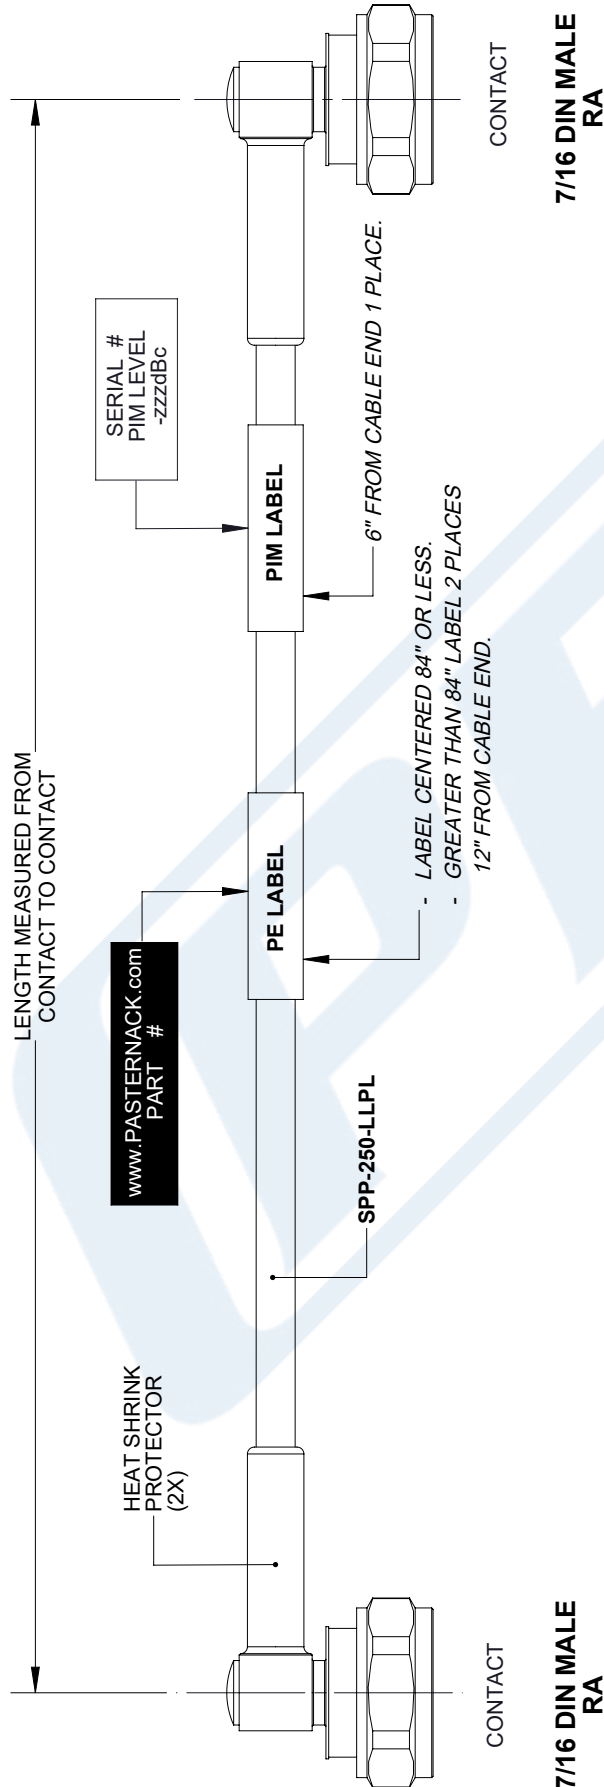 LENGTH MEASURED FROM
CONTACT TO CONTACT
HEAT SHRINK
PROTECTOR
(2X)
www.PASTERNACK.com
PART #
SERIAL #
PIM LEVEL
-zzzdBc
PE LABEL
PIM LABEL
SPP-250-LLPL
- LABEL CENTERED 84" OR LESS.
- GREATER THAN 84" LABEL 2 PLACES
12" FROM CABLE END.
6" FROM CABLE END 1 PLACE.
CONTACT
7/16 DIN MALE
RA
CONTACT
7/16 DIN MALE
RA